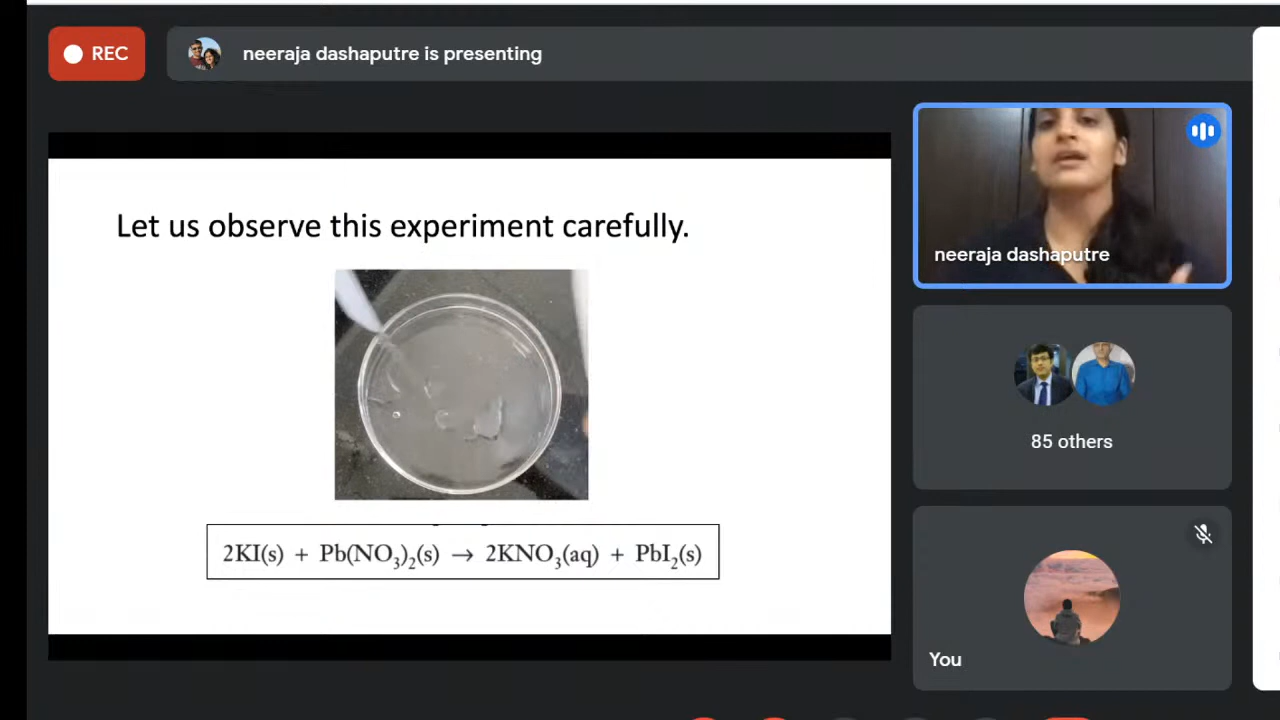 REC
neeraja dashaputre is presenting
Let us observe this experiment carefully.
2KI(s) + Pb(NO₃)₂(s) → 2KNO₃(aq) + PbI₂(s)
neeraja dashaputre
85 others
You